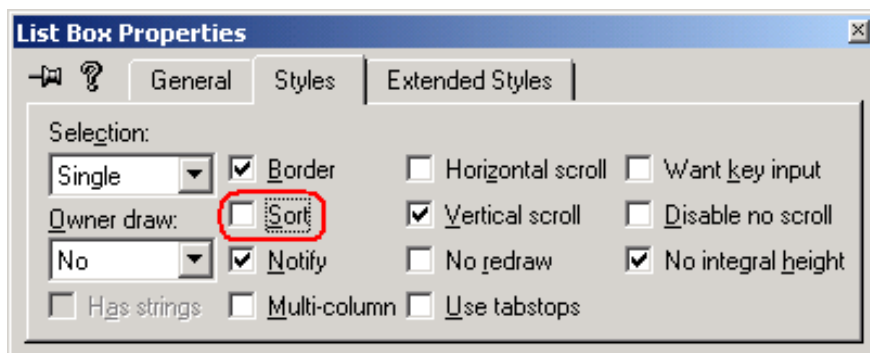 List Box Properties
General Styles Extended Styles
Selection:
Single Border Horizontal scroll Want key input
Owner draw: Sort Vertical scroll Disable no scroll
No Notify No redraw No integral height
Has strings Multi-column Use tabstops